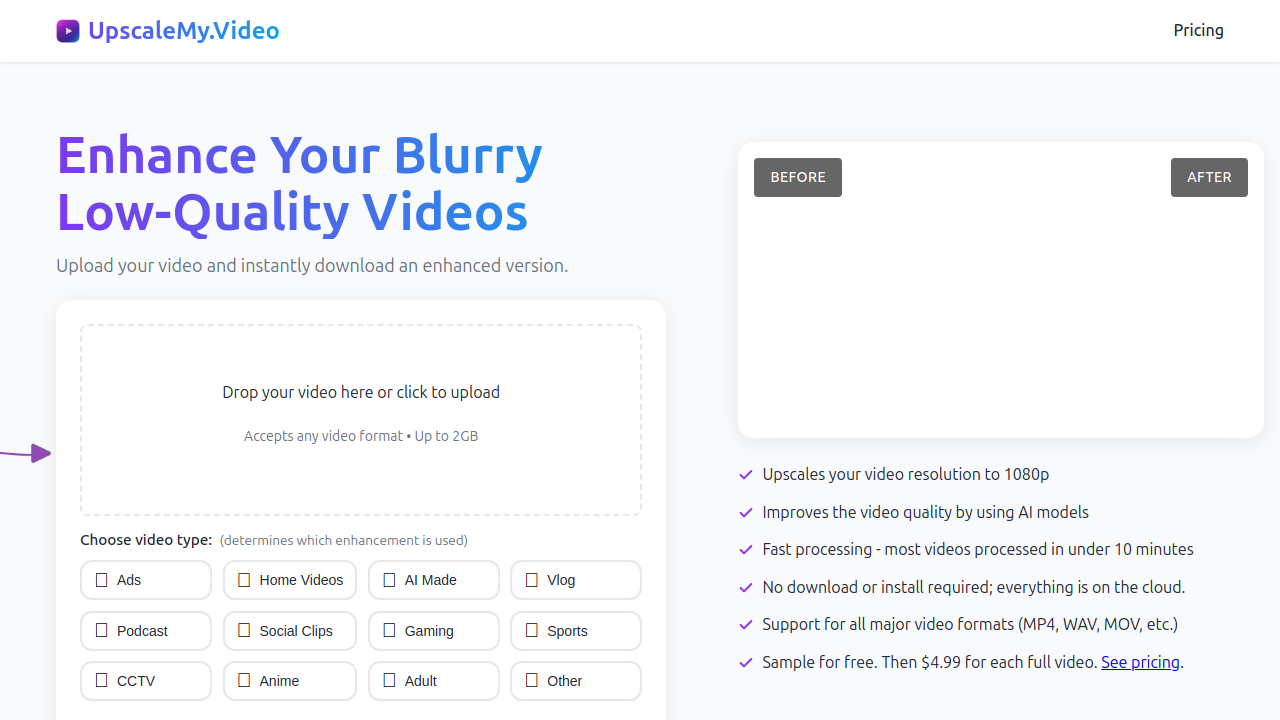 UpscaleMy.Video
Pricing
Enhance Your Blurry
Low-Quality Videos
Upload your video and instantly download an enhanced version.
Drop your video here or click to upload
Accepts any video format • Up to 2GB
Choose video type: (determines which enhancement is used)
Ads
Home Videos
AI Made
Vlog
Podcast
Social Clips
Gaming
Sports
CCTV
Anime
Adult
Other
BEFORE
AFTER
Upscales your video resolution to 1080p
Improves the video quality by using AI models
Fast processing - most videos processed in under 10 minutes
No download or install required; everything is on the cloud.
Support for all major video formats (MP4, WAV, MOV, etc.)
Sample for free. Then $4.99 for each full video. See pricing.